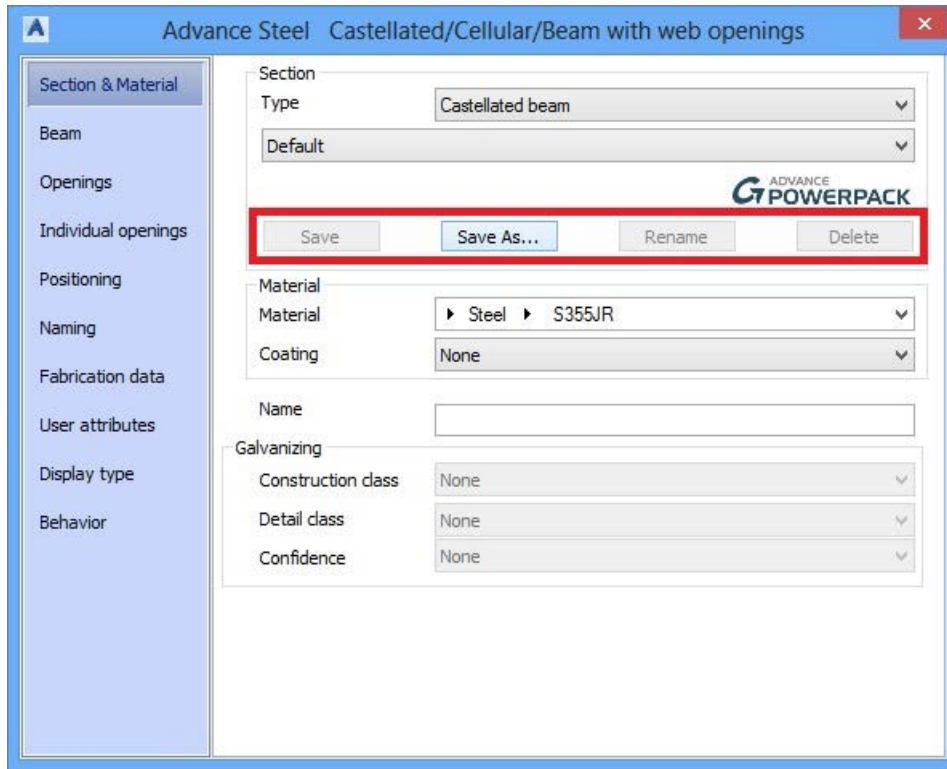 Advance Steel Castellated/Cellular/Beam with web openings
Section & Material
Beam
Openings
Individual openings
Positioning
Naming
Fabrication data
User attributes
Display type
Behavior
Section
Type Castellated beam
Default
ADVANCE
POWERPACK
Save Save As... Rename Delete
Material
Material Steel S355JR
Coating None
Name
Galvanizing
Construction class None
Detail class None
Confidence None